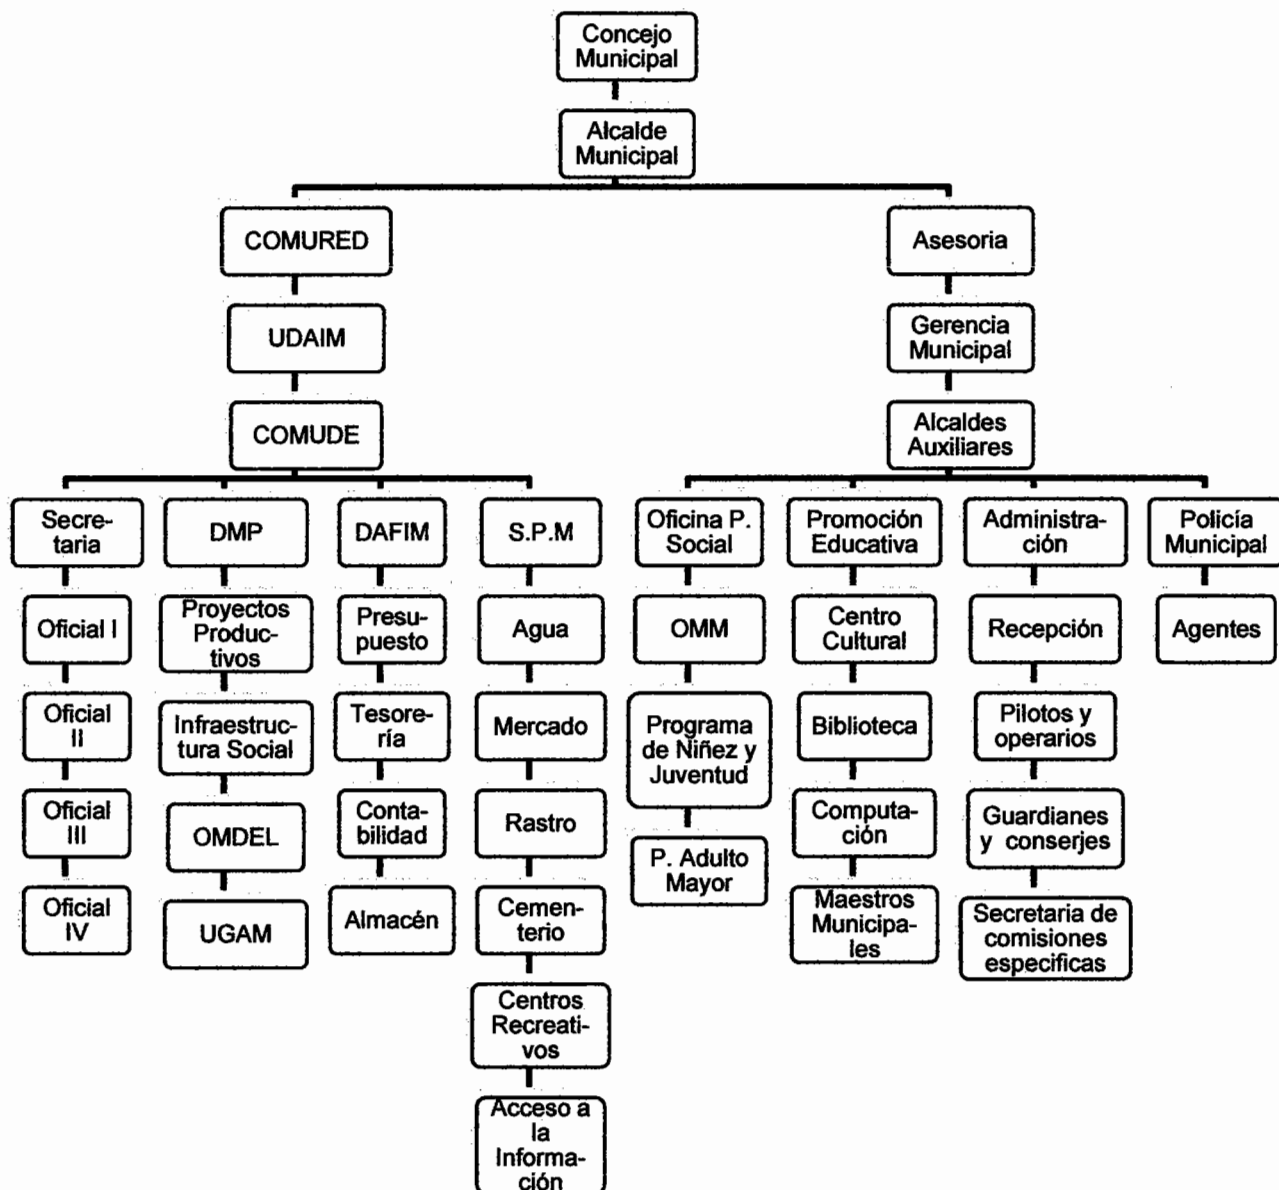 Concejo
Municipal
Alcalde
Municipal
COMURED
Asesoria
UDAIM
Gerencia
Municipal
COMUDE
Alcaldes
Auxiliares
Secre-
taria
DMP
DAFIM
S.P.M
Oficina P.
Social
Promoción
Educativa
Administra-
ción
Policía
Municipal
Oficial I
Proyectos
Produc-
tivos
Presu-
puesto
Agua
OMM
Centro
Cultural
Recepción
Agentes
Oficial
II
Infraestruc-
tura Social
Tesore-
ría
Mercado
Programa
de Niñez y
Juventud
Biblioteca
Pilotos y
operarios
Oficial
III
OMDEL
Conta-
bilidad
Rastro
P. Adulto
Mayor
Computa-
ción
Guardianes
y conserjes
Oficial
IV
UGAM
Almacén
Cemen-
terio
Maestros
Municipa-
les
Secretaria de
comisiones
especificas
Centros
Recreati-
vos
Acceso a
la
Informa-
ción